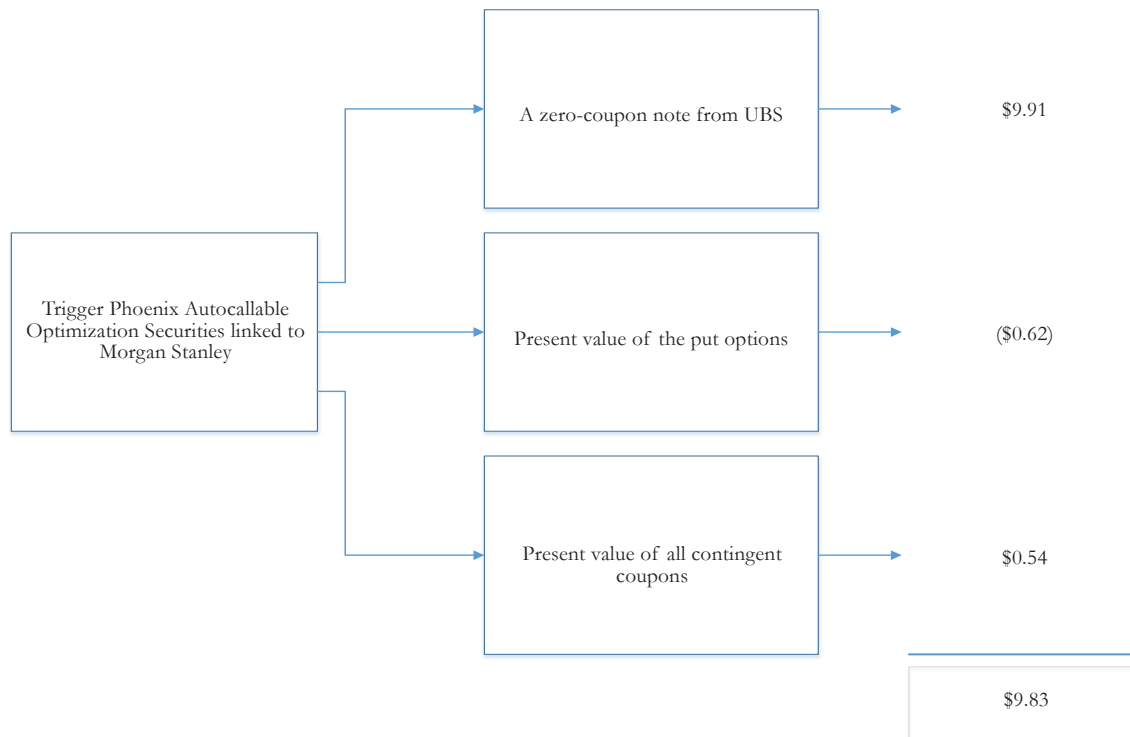 A zero-coupon note from UBS
$9.91
Trigger Phoenix Autocallable
Optimization Securities linked to
Morgan Stanley
Present value of the put options
($0.62)
Present value of all contingent
coupons
$0.54
$9.83